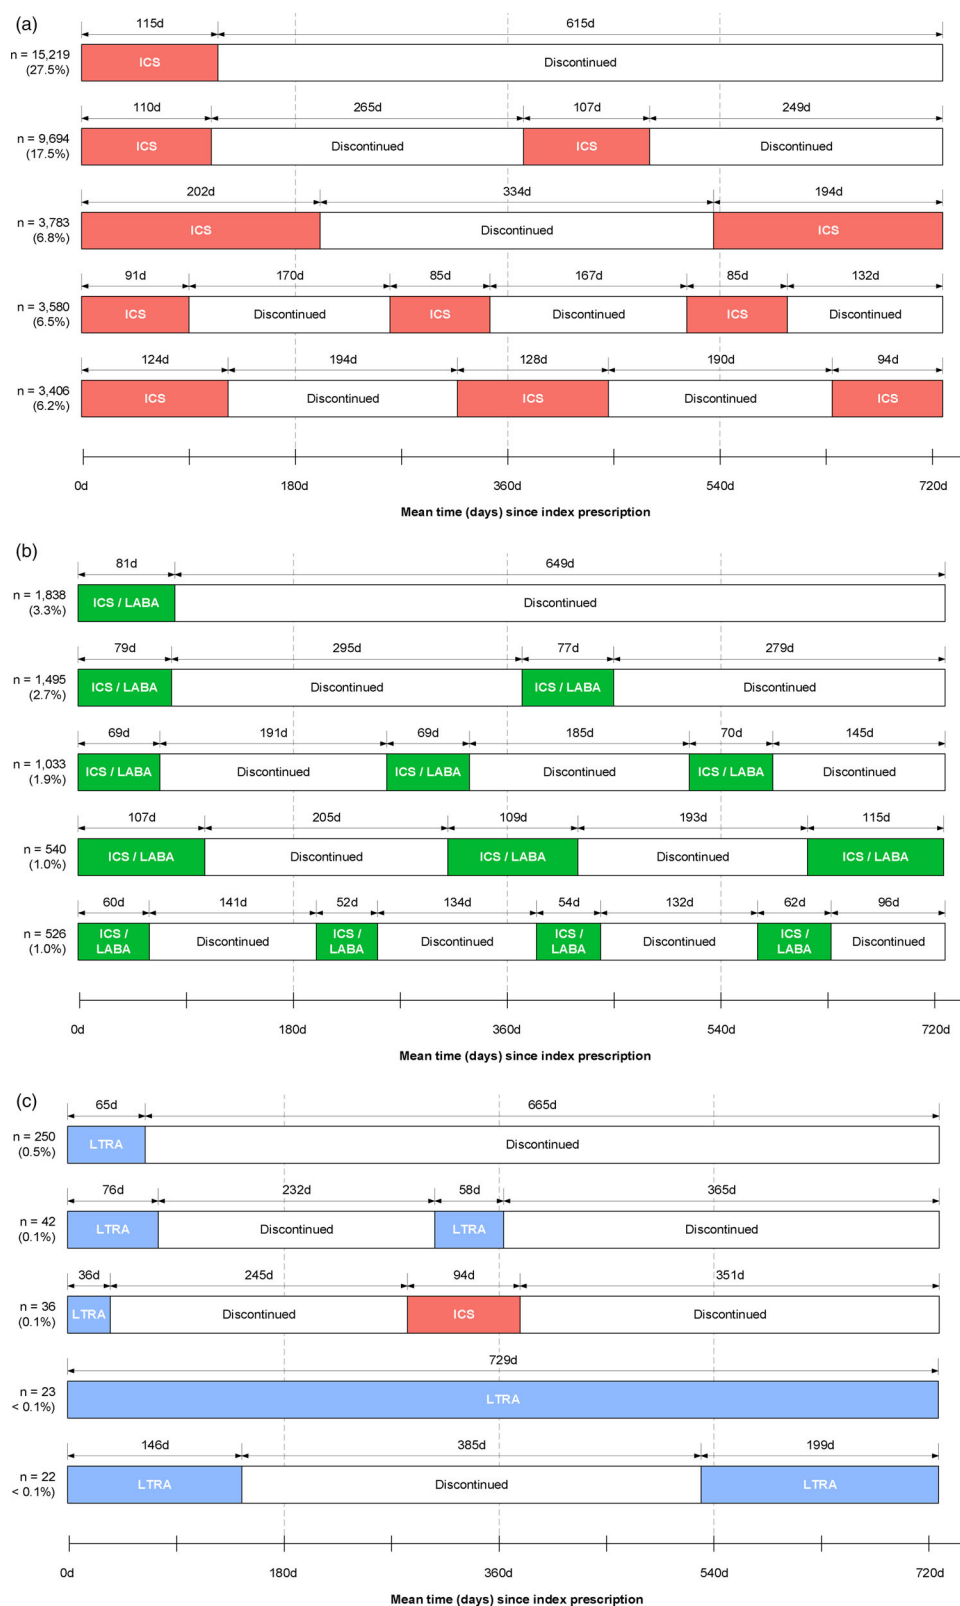 (a)
115d 615d
n = 15,219
(27.5%)
ICS Discontinued
110d 265d 107d 249d
n = 9,694
(17.5%)
ICS Discontinued ICS Discontinued
202d 334d 194d
n = 3,783
(6.8%)
ICS Discontinued ICS
91d 170d 85d 167d 85d 132d
n = 3,580
(6.5%)
ICS Discontinued ICS Discontinued ICS Discontinued
124d 194d 128d 190d 94d
n = 3,406
(6.2%)
ICS Discontinued ICS Discontinued ICS
0d 180d 360d 540d 720d
Mean time (days) since index prescription
(b)
81d 649d
n = 1,838
(3.3%)
ICS / LABA Discontinued
79d 295d 77d 279d
n = 1,495
(2.7%)
ICS / LABA Discontinued ICS / LABA Discontinued
69d 191d 69d 185d 70d 145d
n = 1,033
(1.9%)
ICS / LABA Discontinued ICS / LABA Discontinued ICS / LABA Discontinued
107d 205d 109d 193d 115d
n = 540
(1.0%)
ICS / LABA Discontinued ICS / LABA Discontinued ICS / LABA
60d 141d 52d 134d 54d 132d 62d 96d
n = 526
(1.0%)
ICS / LABA Discontinued ICS / LABA Discontinued ICS / LABA Discontinued ICS / LABA Discontinued
0d 180d 360d 540d 720d
Mean time (days) since index prescription
(c)
65d 665d
n = 250
(0.5%)
LTRA Discontinued
76d 232d 58d 365d
n = 42
(0.1%)
LTRA Discontinued LTRA Discontinued
36d 245d 94d 351d
n = 36
(0.1%)
LTRA Discontinued ICS Discontinued
729d
n = 23
< 0.1%)
LTRA
146d 385d 199d
n = 22
< 0.1%)
LTRA Discontinued LTRA
0d 180d 360d 540d 720d
Mean time (days) since index prescription